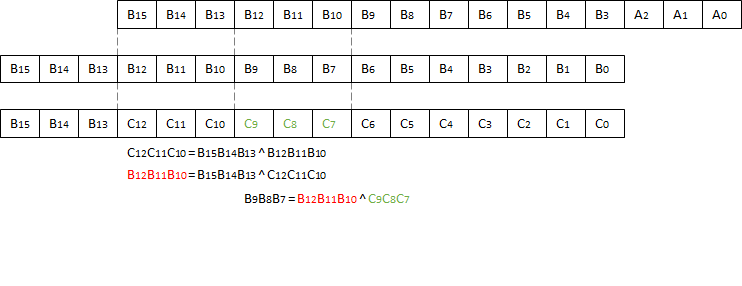 B15 B14 B13 B12 B11 B10 B9 B8 B7 B6 B5 B4 B3 A2 A1 A0
B15 B14 B13 B12 B11 B10 B9 B8 B7 B6 B5 B4 B3 B2 B1 B0
B15 B14 B13 C12 C11 C10 C9 C8 C7 C6 C5 C4 C3 C2 C1 C0
C12C11C10 = B15B14B13 ^ B12B11B10
B12B11B10 = B15B14B13 ^ C12C11C10
B9B8B7 = B12B11B10 ^ C9C8C7